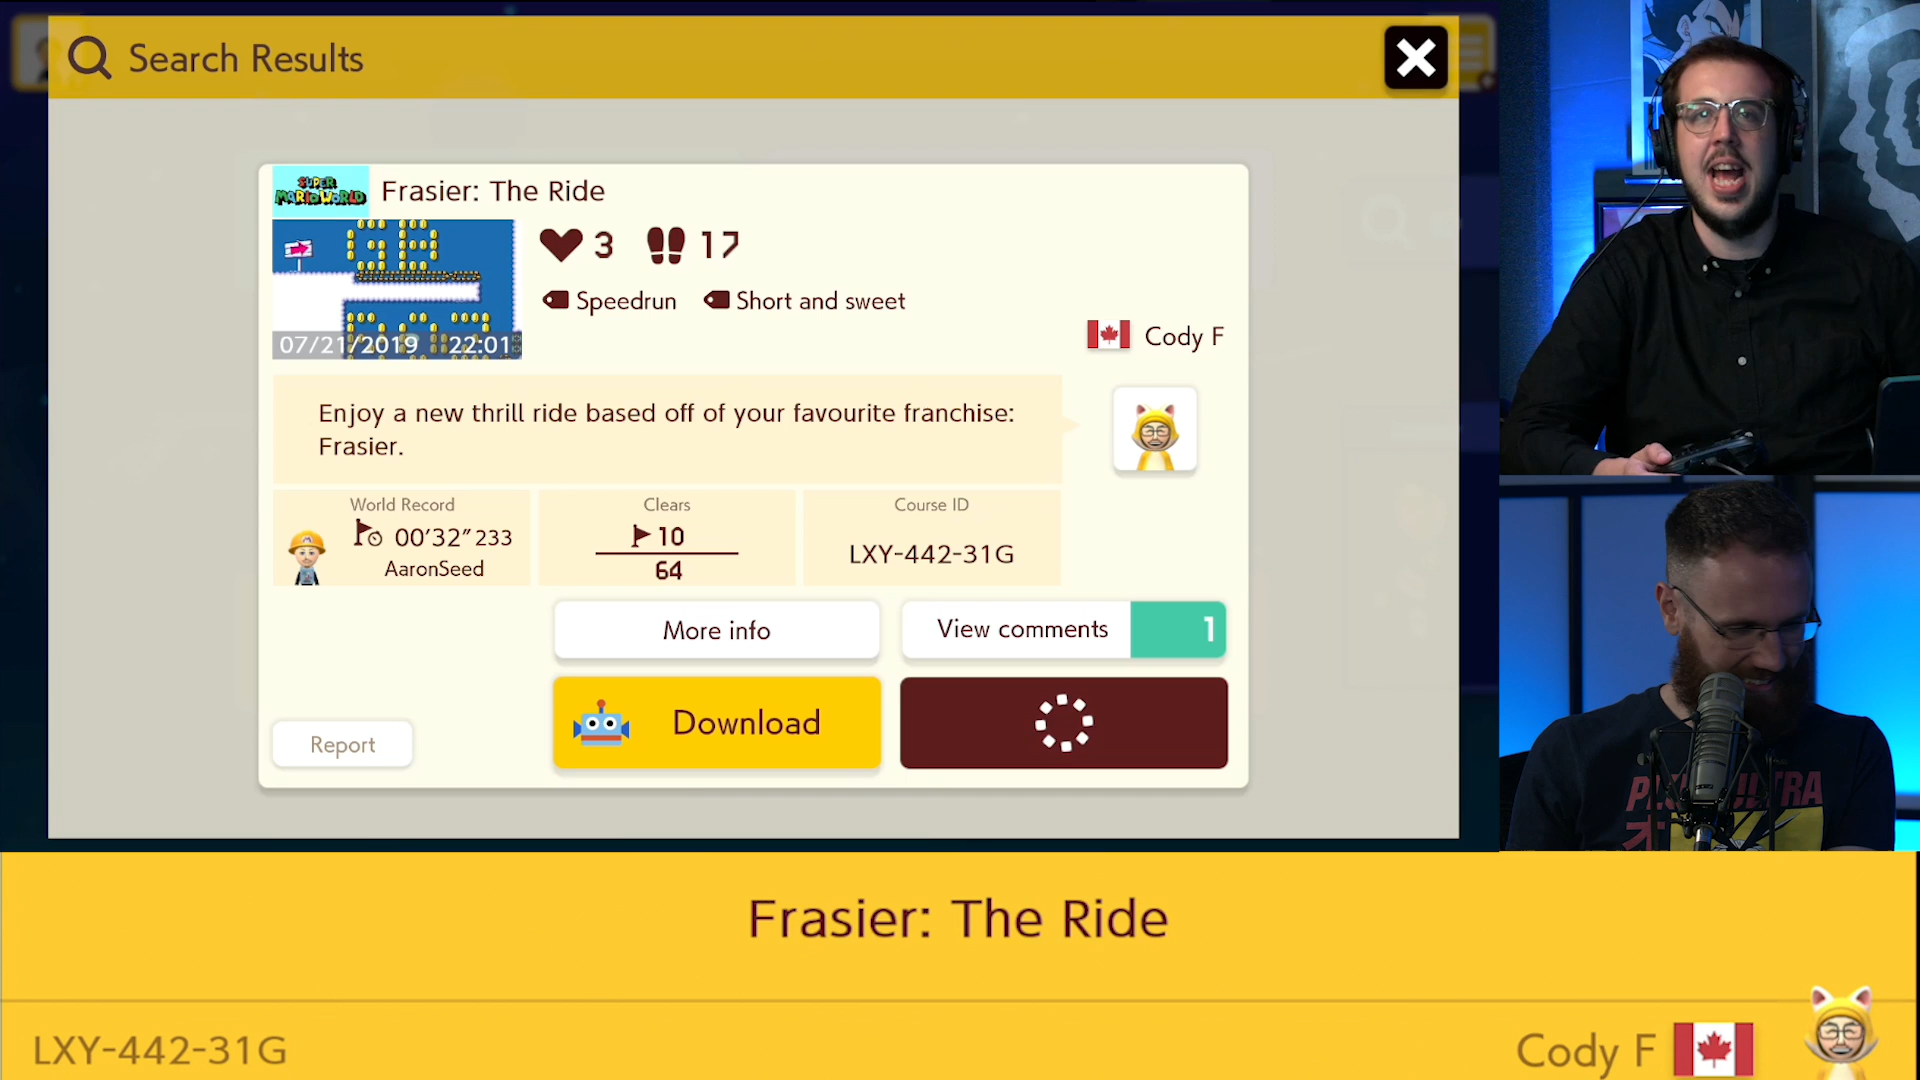 Search Results
SUPER
MARIO WORLD
Frasier: The Ride
GB
3
17
Speedrun
Short and sweet
07/21/2019 22:01
Cody F
Enjoy a new thrill ride based off of your favourite franchise:
Frasier.
World Record
00'32"233
AaronSeed
Clears
10
64
Course ID
LXY-442-31G
More info
View comments
1
Download
Report
PLUS ULTRA
Frasier: The Ride
LXY-442-31G
Cody F